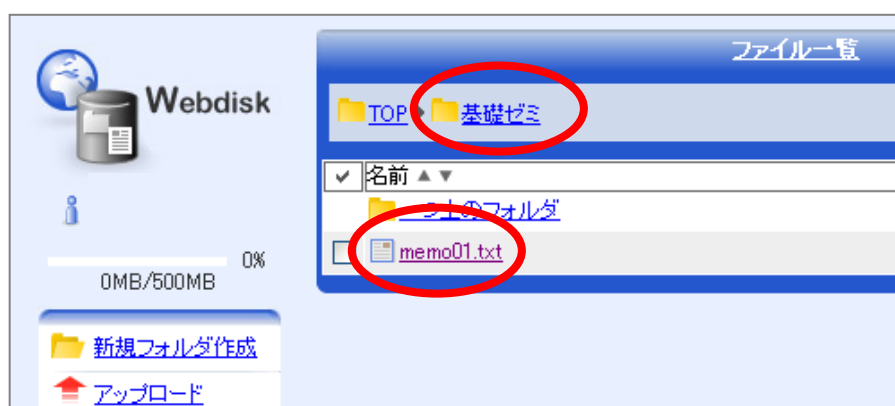 Webdisk
0%
0MB/500MB
新規フォルダ作成
アップロード
ファイル一覧
TOP 基礎ゼミ
名前 ▲ ▼
一つ上のフォルダ
memo01.txt